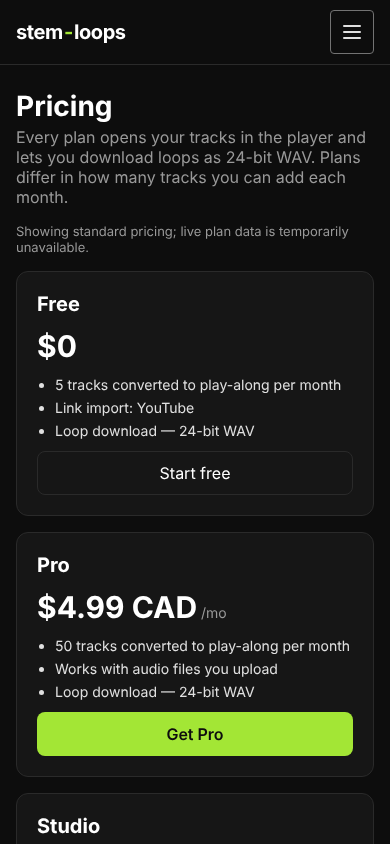 stem-loops
Pricing
Every plan opens your tracks in the player and
lets you download loops as 24-bit WAV. Plans
differ in how many tracks you can add each
month.
Showing standard pricing; live plan data is temporarily
unavailable.
Free
$0
• 5 tracks converted to play-along per month
• Link import: YouTube
• Loop download — 24-bit WAV
Start free
Pro
$4.99 CAD /mo
• 50 tracks converted to play-along per month
• Works with audio files you upload
• Loop download — 24-bit WAV
Get Pro
Studio